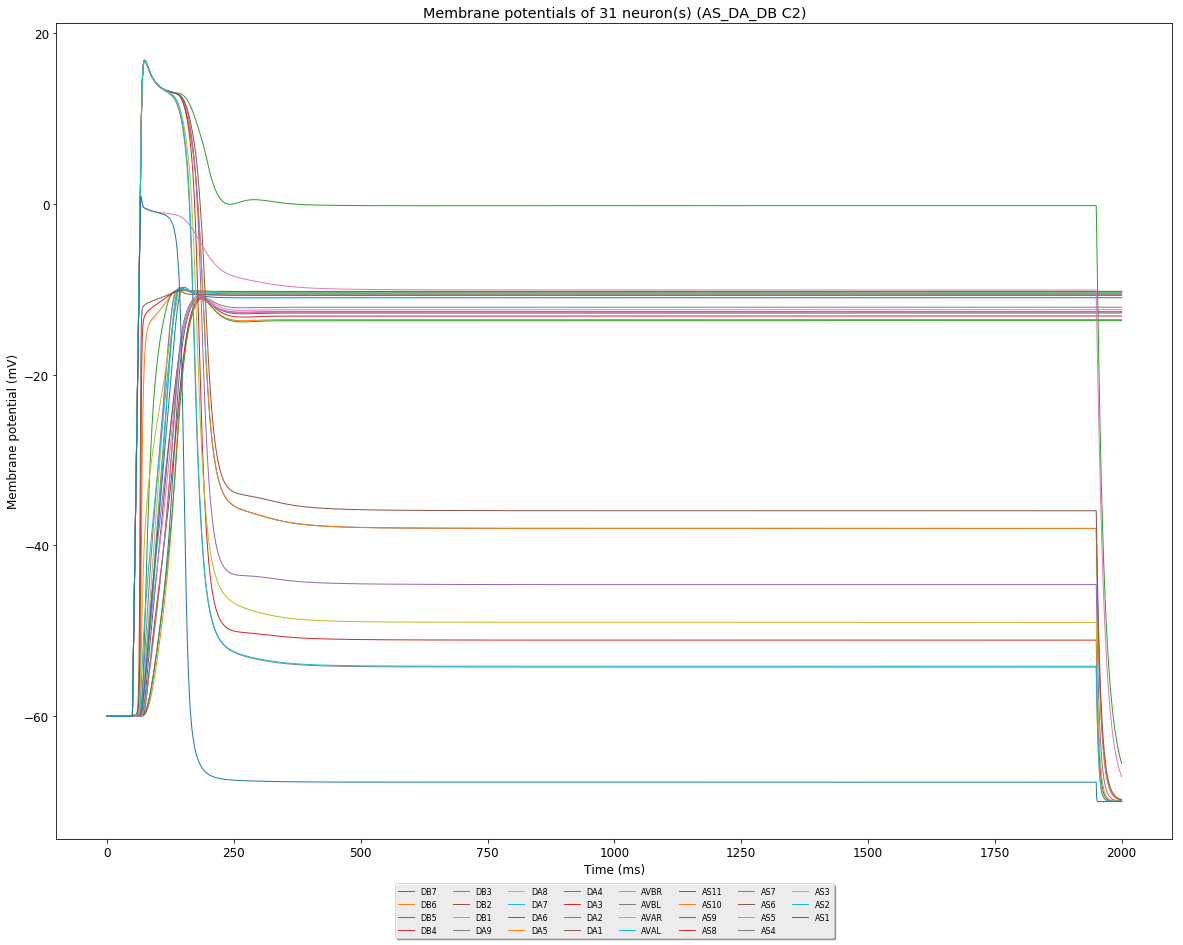 Membrane potentials of 31 neuron(s) (AS_DA_DB C2)
20
0
−20
−40
−60
Membrane potential (mV)
0 250 500 750 1000 1250 1500 1750 2000
Time (ms)
DB7 DB3 DA8 DA4 AVBR AS11 AS7 AS3
DB6 DB2 DA7 DA3 AVBL AS10 AS6 AS2
DB5 DB1 DA6 DA2 AVAR AS9 AS5 AS1
DB4 DA9 DA5 DA1 AVAL AS8 AS4